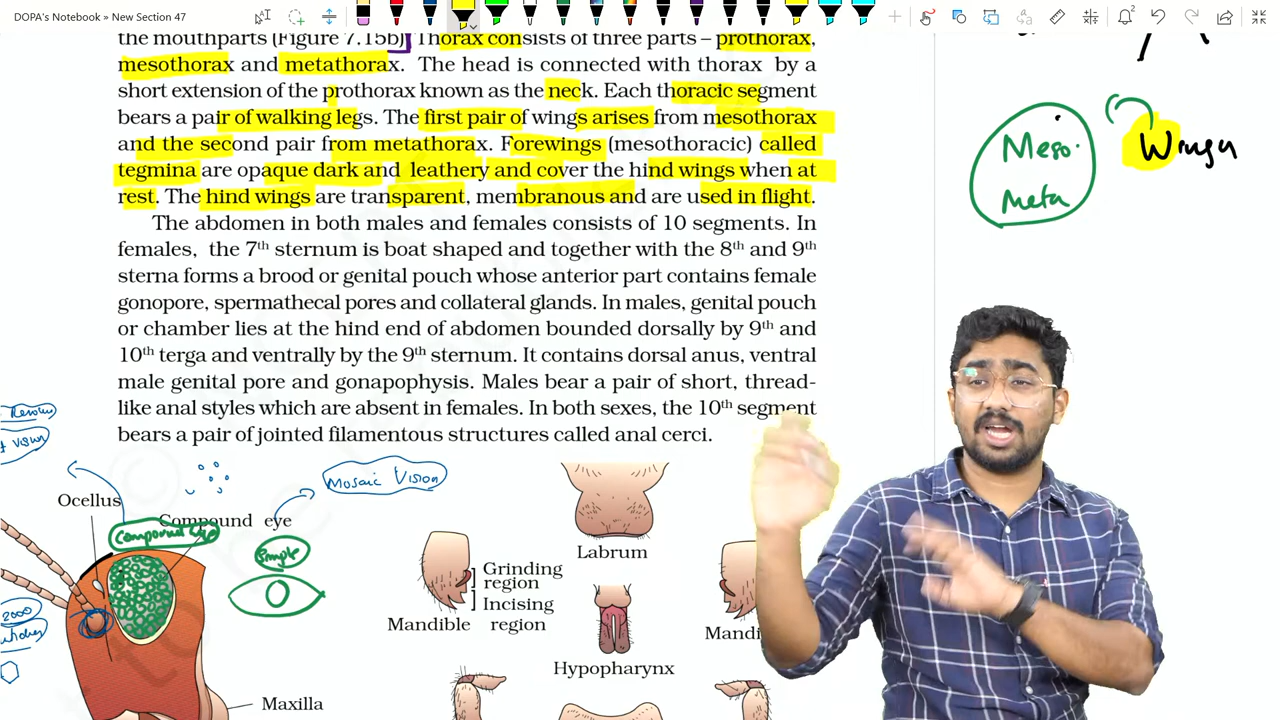 DOPA's Notebook » New Section 47
the mouthparts (Figure 7.15b). Thorax consists of three parts – prothorax,
mesothorax and metathorax. The head is connected with thorax by a
short extension of the prothorax known as the neck. Each thoracic segment
bears a pair of walking legs. The first pair of wings arises from mesothorax
and the second pair from metathorax. Forewings (mesothoracic) called
tegmina are opaque dark and leathery and cover the hind wings when at
rest. The hind wings are transparent, membranous and are used in flight.
Meso
Meta
Wings
The abdomen in both males and females consists of 10 segments. In
females, the 7th sternum is boat shaped and together with the 8th and 9th
sterna forms a brood or genital pouch whose anterior part contains female
gonopore, spermathecal pores and collateral glands. In males, genital pouch
or chamber lies at the hind end of abdomen bounded dorsally by 9th and
10th terga and ventrally by the 9th sternum. It contains dorsal anus, ventral
male genital pore and gonapophysis. Males bear a pair of short, thread-
like anal styles which are absent in females. In both sexes, the 10th segment
bears a pair of jointed filamentous structures called anal cerci.
Vision
Mosaic Vision
Ocellus
Compound eye
Compound eye
Simple
2000
Labrum
Grinding
region
Incising
region
Mandible
Mandi
Hypopharynx
Maxilla